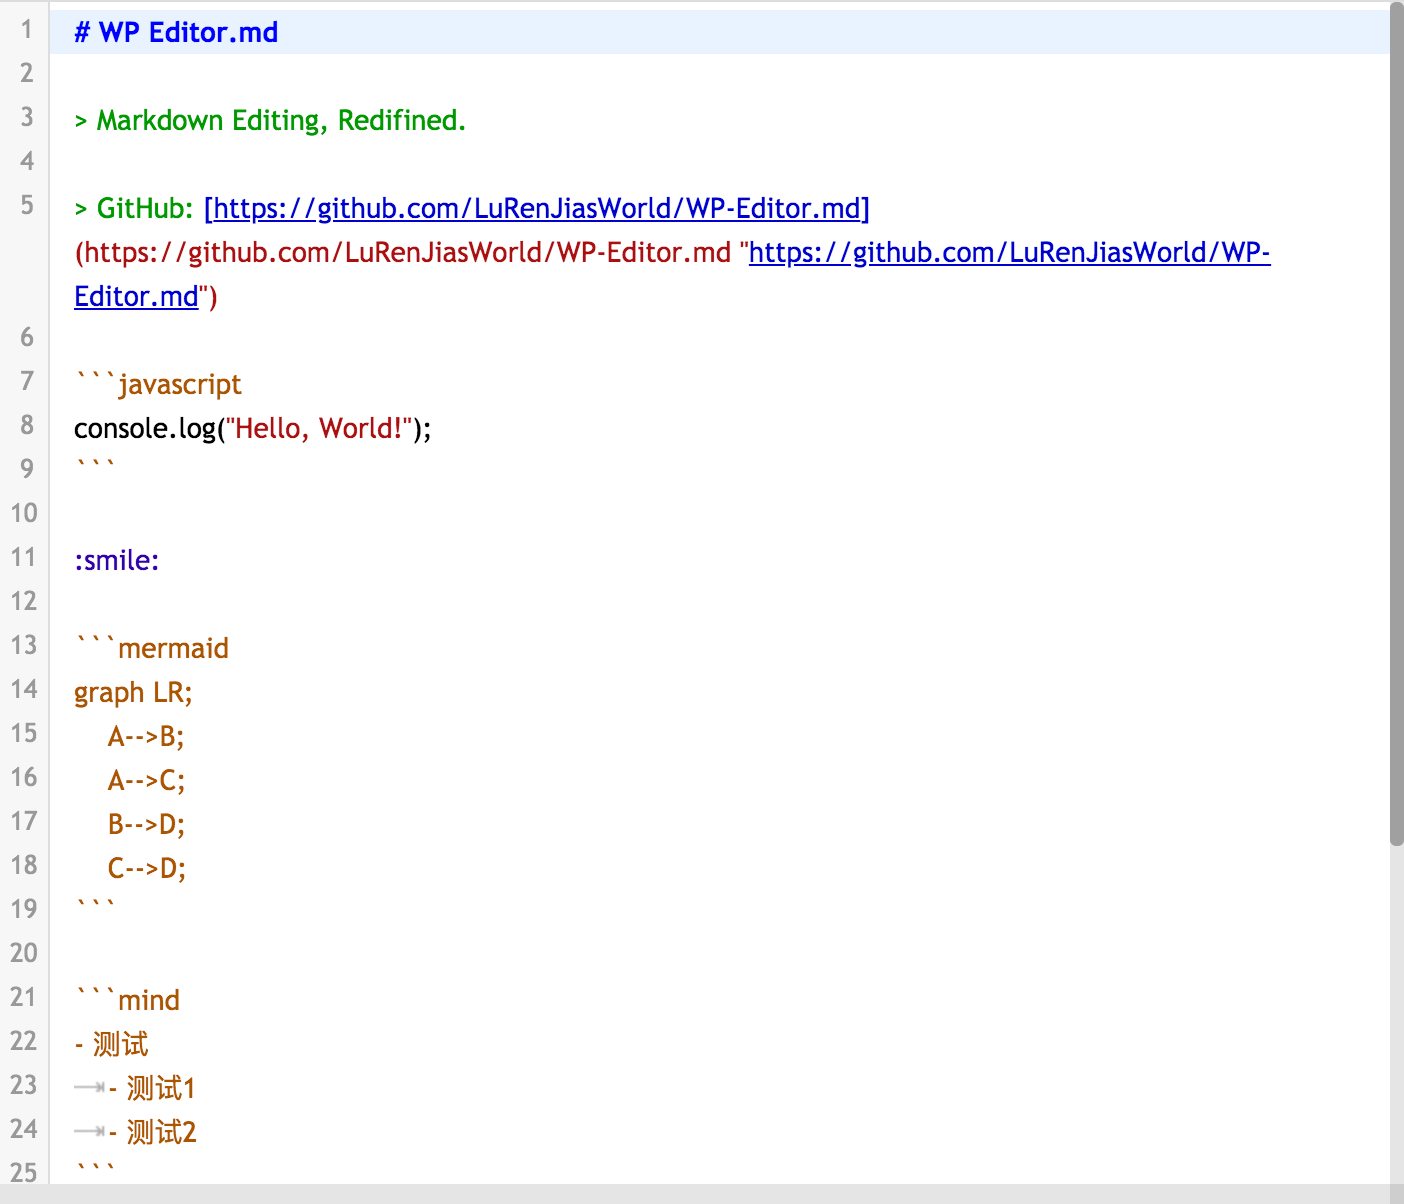 1 # WP Editor.md
2
3 > Markdown Editing, Redifined.
4
5 > GitHub: [https://github.com/LuRenJiasWorld/WP-Editor.md]
(https://github.com/LuRenJiasWorld/WP-Editor.md "https://github.com/LuRenJiasWorld/WP-
Editor.md")
6
7 ```javascript
8 console.log("Hello, World!");
9 ```
10
11 :smile:
12
13 ```mermaid
14 graph LR;
15     A-->B;
16     A-->C;
17     B-->D;
18     C-->D;
19 ```
20
21 ```mind
22 - 测试
23 	- 测试1
24 	- 测试2
25 ```